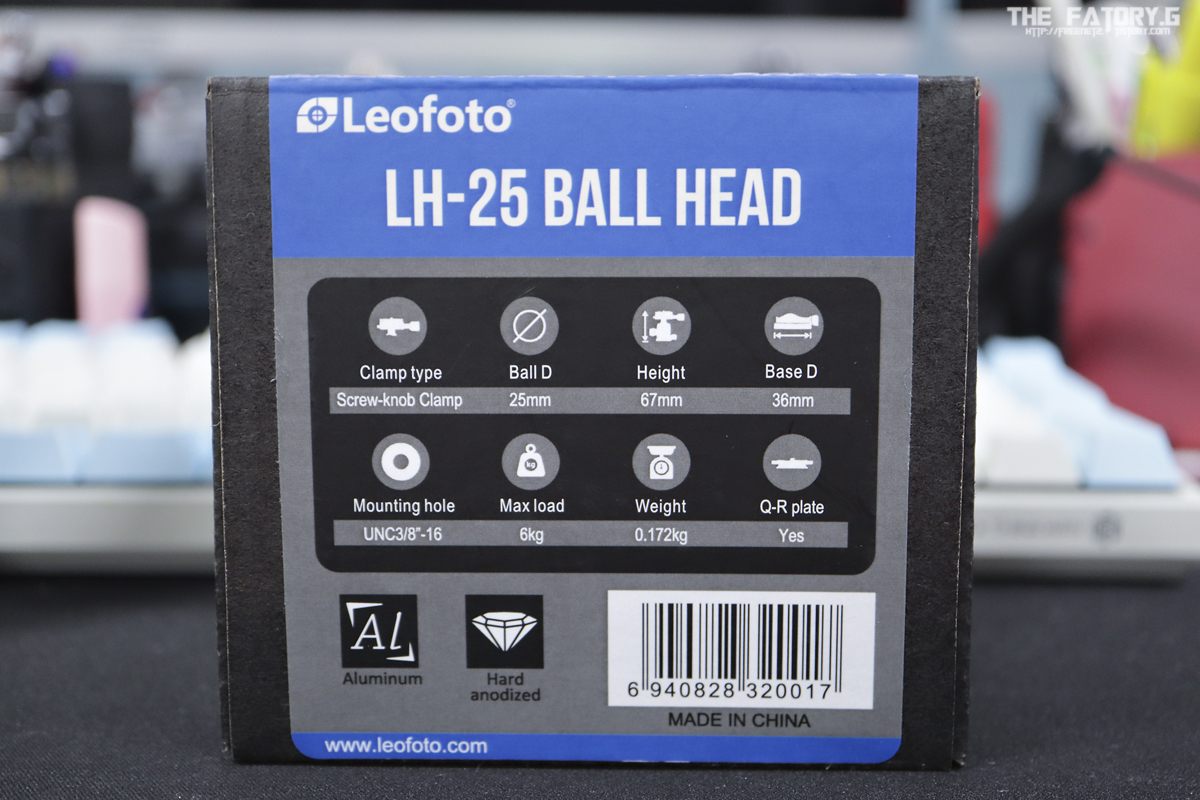 THE FATORY.G
Leofoto®
LH-25 BALL HEAD
Clamp type Ball D Height Base D
Screw-knob Clamp 25mm 67mm 36mm
kg
Mounting hole Max load Weight Q-R plate
UNC3/8"-16 6kg 0.172kg Yes
Al
Aluminum
Hard
anodized
6 940828 320017
MADE IN CHINA
www.leofoto.com